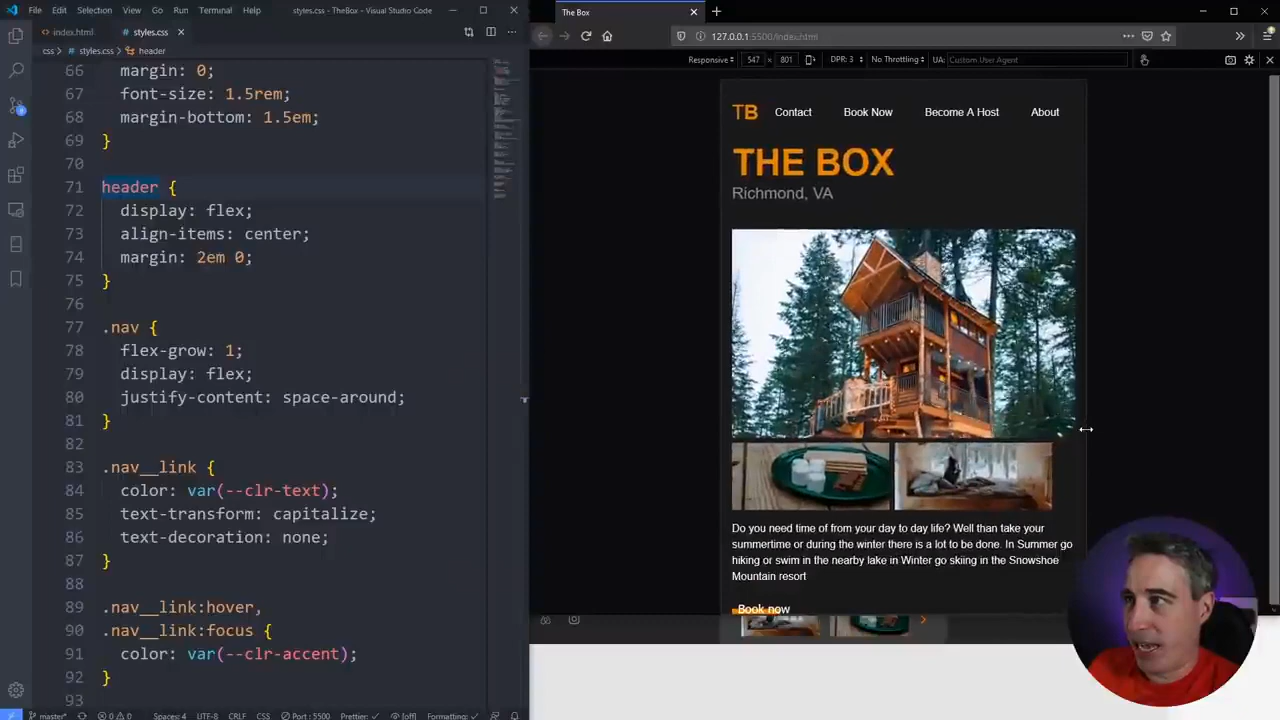 File Edit View Go Run Terminal Help styles.css - TheBox - Visual Studio Code
index.html styles.css
css > styles.css > header
66 margin: 0;
67 font-size: 1.5rem;
68 margin-bottom: 1.5em;
69 }
70
71 header {
72 display: flex;
73 align-items: center;
74 margin: 2em 0;
75 }
76
77 .nav {
78 flex-grow: 1;
79 display: flex;
80 justify-content: space-around;
81 }
82
83 .nav__link {
84 color: var(--clr-text);
85 text-transform: capitalize;
86 text-decoration: none;
87 }
88
89 .nav__link:hover,
90 .nav__link:focus {
91 color: var(--clr-accent);
92 }
93
master* 0 0 Spaces: 4 UTF-8 CRLF CSS Port : 5500 Prettier: [off] Formatting:
The Box
127.0.0.1:5500/index.html
Responsive 547 × 801 DPR: 3 No Throttling UA: Custom User Agent
TB Contact Book Now Become A Host About
THE BOX
Richmond, VA
Do you need time of from your day to day life? Well than take your
summertime or during the winter there is a lot to be done. In Summer go
hiking or swim in the nearby lake in Winter go skiing in the Snowshoe
Mountain resort
Book now